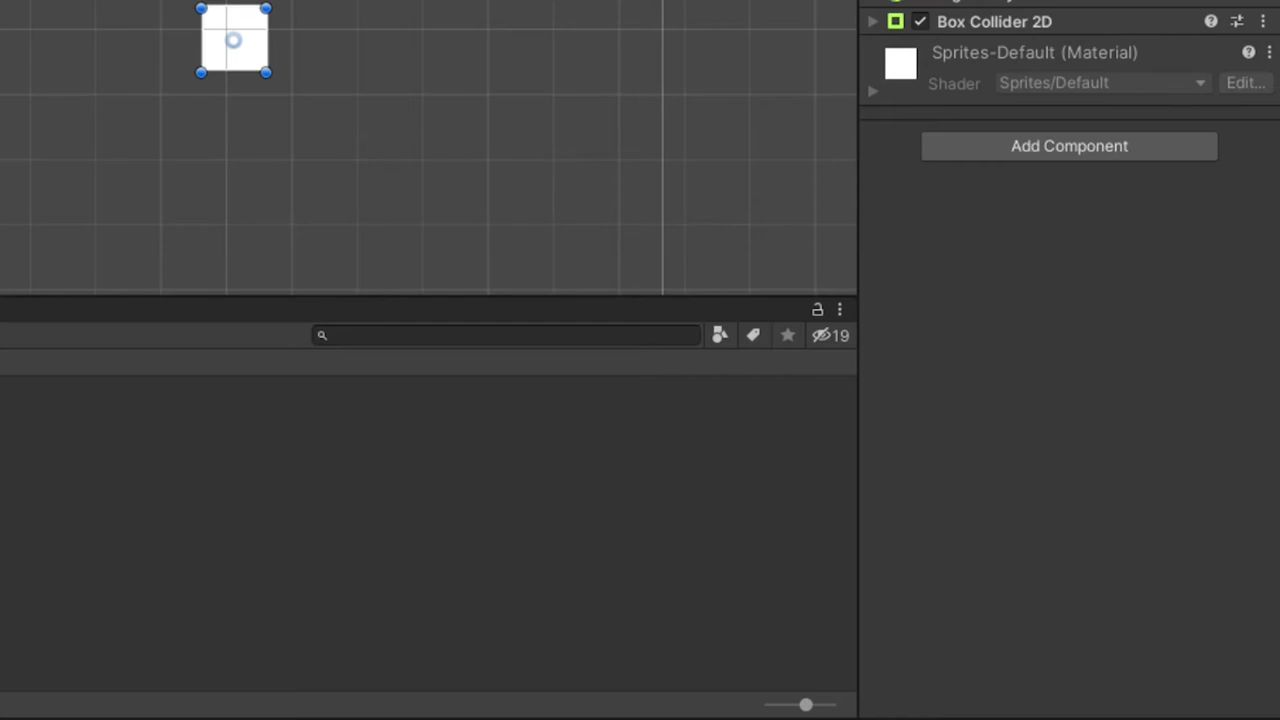 Box Collider 2D
Sprites-Default (Material)
Shader Sprites/Default Edit...
Add Component
19